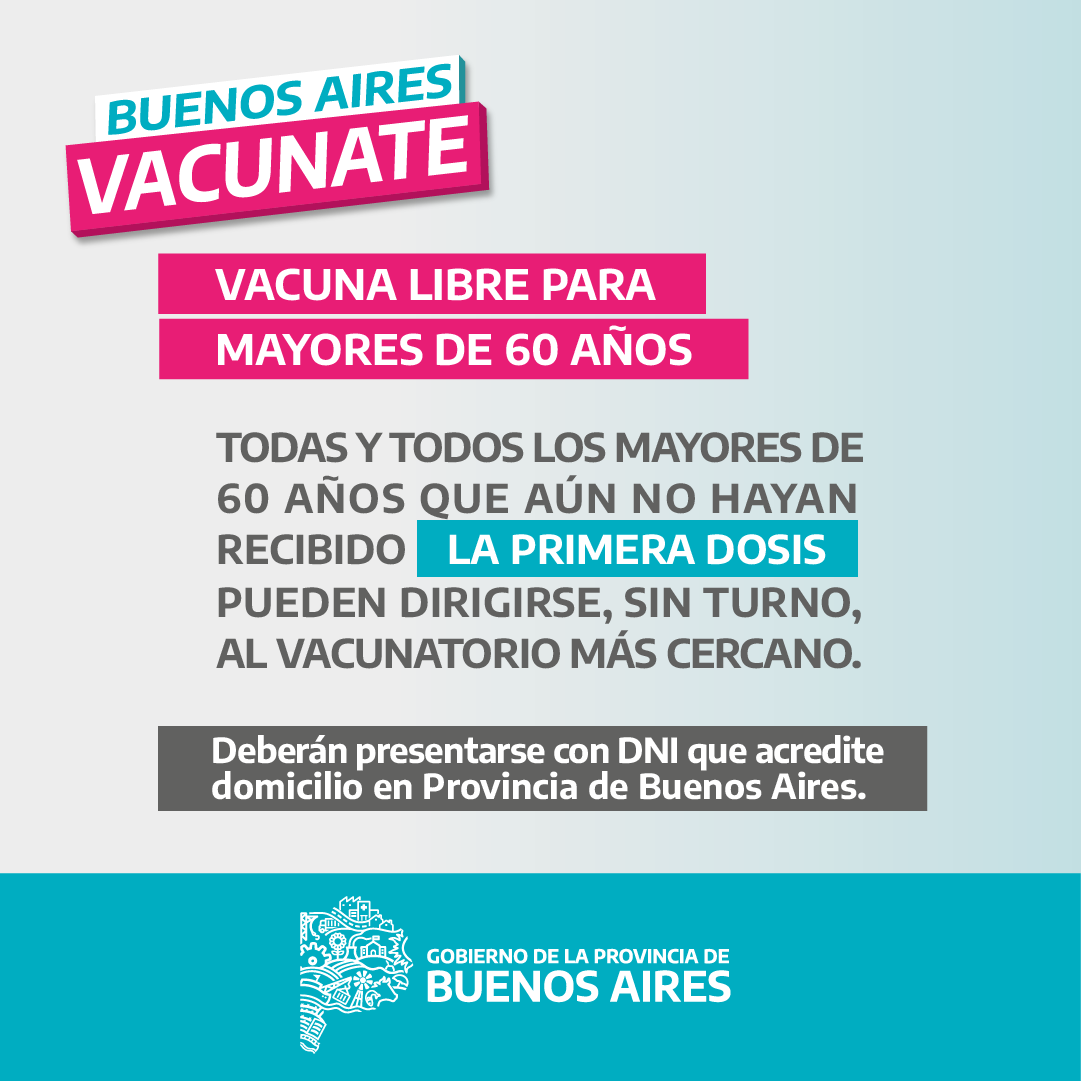 BUENOS AIRES
VACUNATE
VACUNA LIBRE PARA
MAYORES DE 60 AÑOS
TODAS Y TODOS LOS MAYORES DE
60 AÑOS QUE AÚN NO HAYAN
RECIBIDO LA PRIMERA DOSIS
PUEDEN DIRIGIRSE, SIN TURNO,
AL VACUNATORIO MÁS CERCANO.
Deberán presentarse con DNI que acredite
domicilio en Provincia de Buenos Aires.
GOBIERNO DE LA PROVINCIA DE
BUENOS AIRES